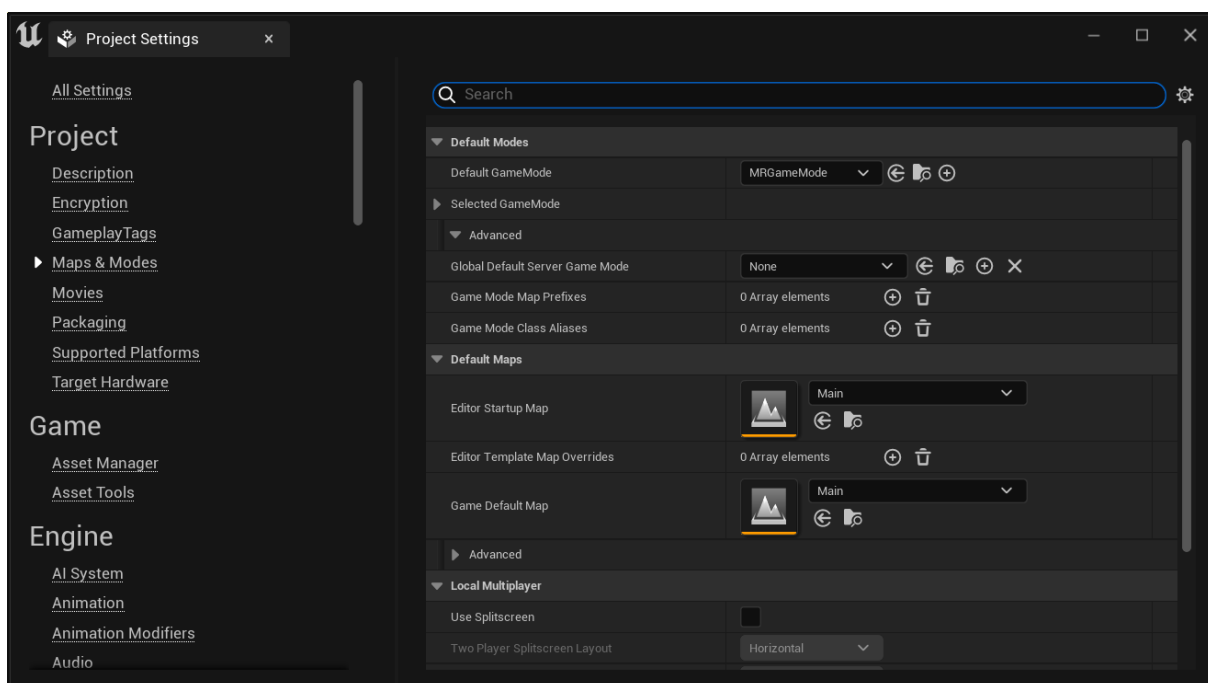 Project Settings
All Settings
Project
Description
Encryption
GameplayTags
Maps & Modes
Movies
Packaging
Supported Platforms
Target Hardware
Game
Asset Manager
Asset Tools
Engine
AI System
Animation
Animation Modifiers
Audio
Search
Default Modes
Default GameMode MRGameMode
Selected GameMode
Advanced
Global Default Server Game Mode None
Game Mode Map Prefixes 0 Array elements
Game Mode Class Aliases 0 Array elements
Default Maps
Editor Startup Map Main
Editor Template Map Overrides 0 Array elements
Game Default Map Main
Advanced
Local Multiplayer
Use Splitscreen
Two Player Splitscreen Layout Horizontal